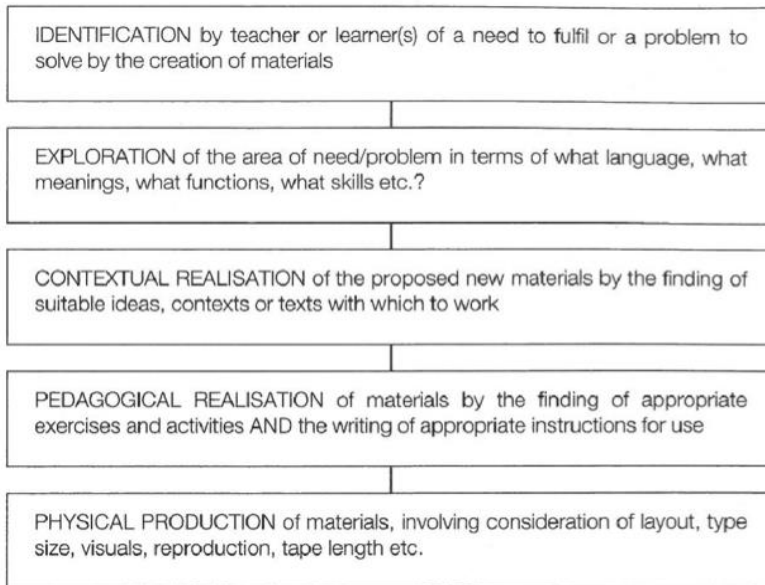 IDENTIFICATION by teacher or learner(s) of a need to fulfil or a problem to
solve by the creation of materials
EXPLORATION of the area of need/problem in terms of what language, what
meanings, what functions, what skills etc.?
CONTEXTUAL REALISATION of the proposed new materials by the finding of
suitable ideas, contexts or texts with which to work
PEDAGOGICAL REALISATION of materials by the finding of appropriate
exercises and activities AND the writing of appropriate instructions for use
PHYSICAL PRODUCTION of materials, involving consideration of layout, type
size, visuals, reproduction, tape length etc.